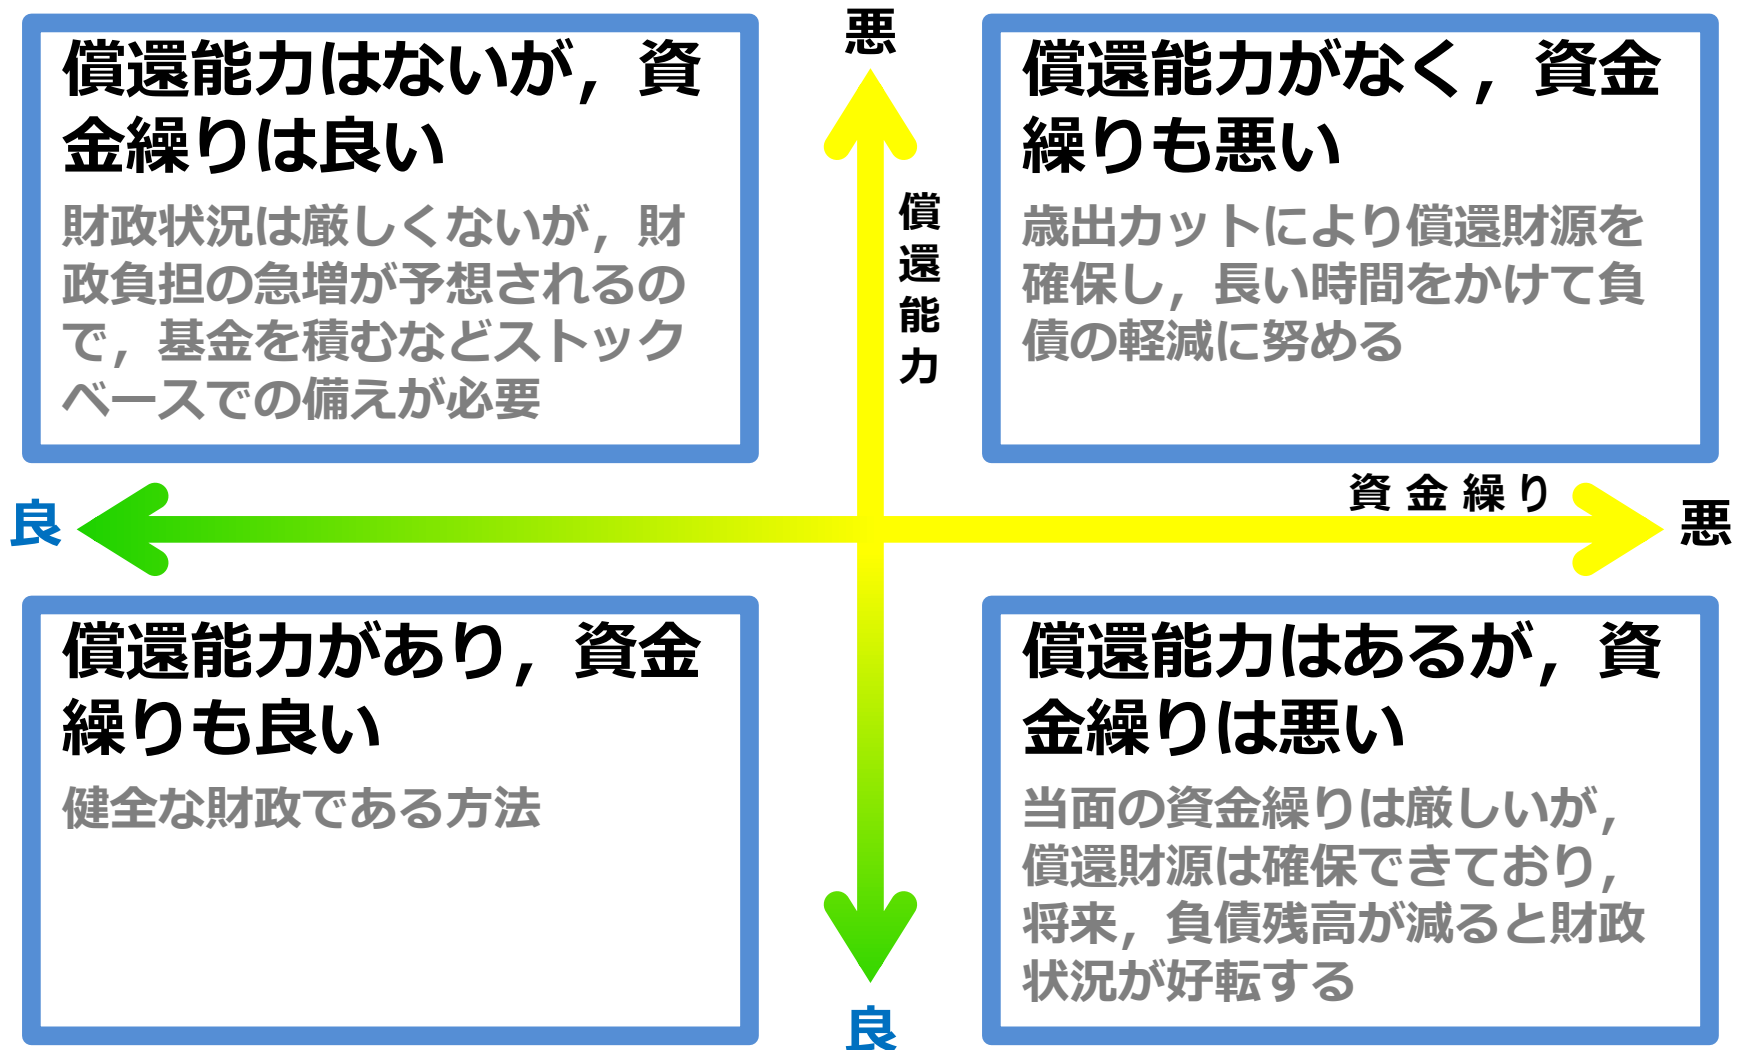 悪
償還能力はないが，資
金繰りは良い
財政状況は厳しくないが，財
政負担の急増が予想されるの
で，基金を積むなどストック
ベースでの備えが必要
償還能力
償還能力がなく，資金
繰りも悪い
歳出カットにより償還財源を
確保し，長い時間をかけて負
債の軽減に努める
良
資金繰り
悪
償還能力があり，資金
繰りも良い
健全な財政である方法
償還能力はあるが，資
金繰りは悪い
当面の資金繰りは厳しいが，
償還財源は確保できており，
将来，負債残高が減ると財政
状況が好転する
良